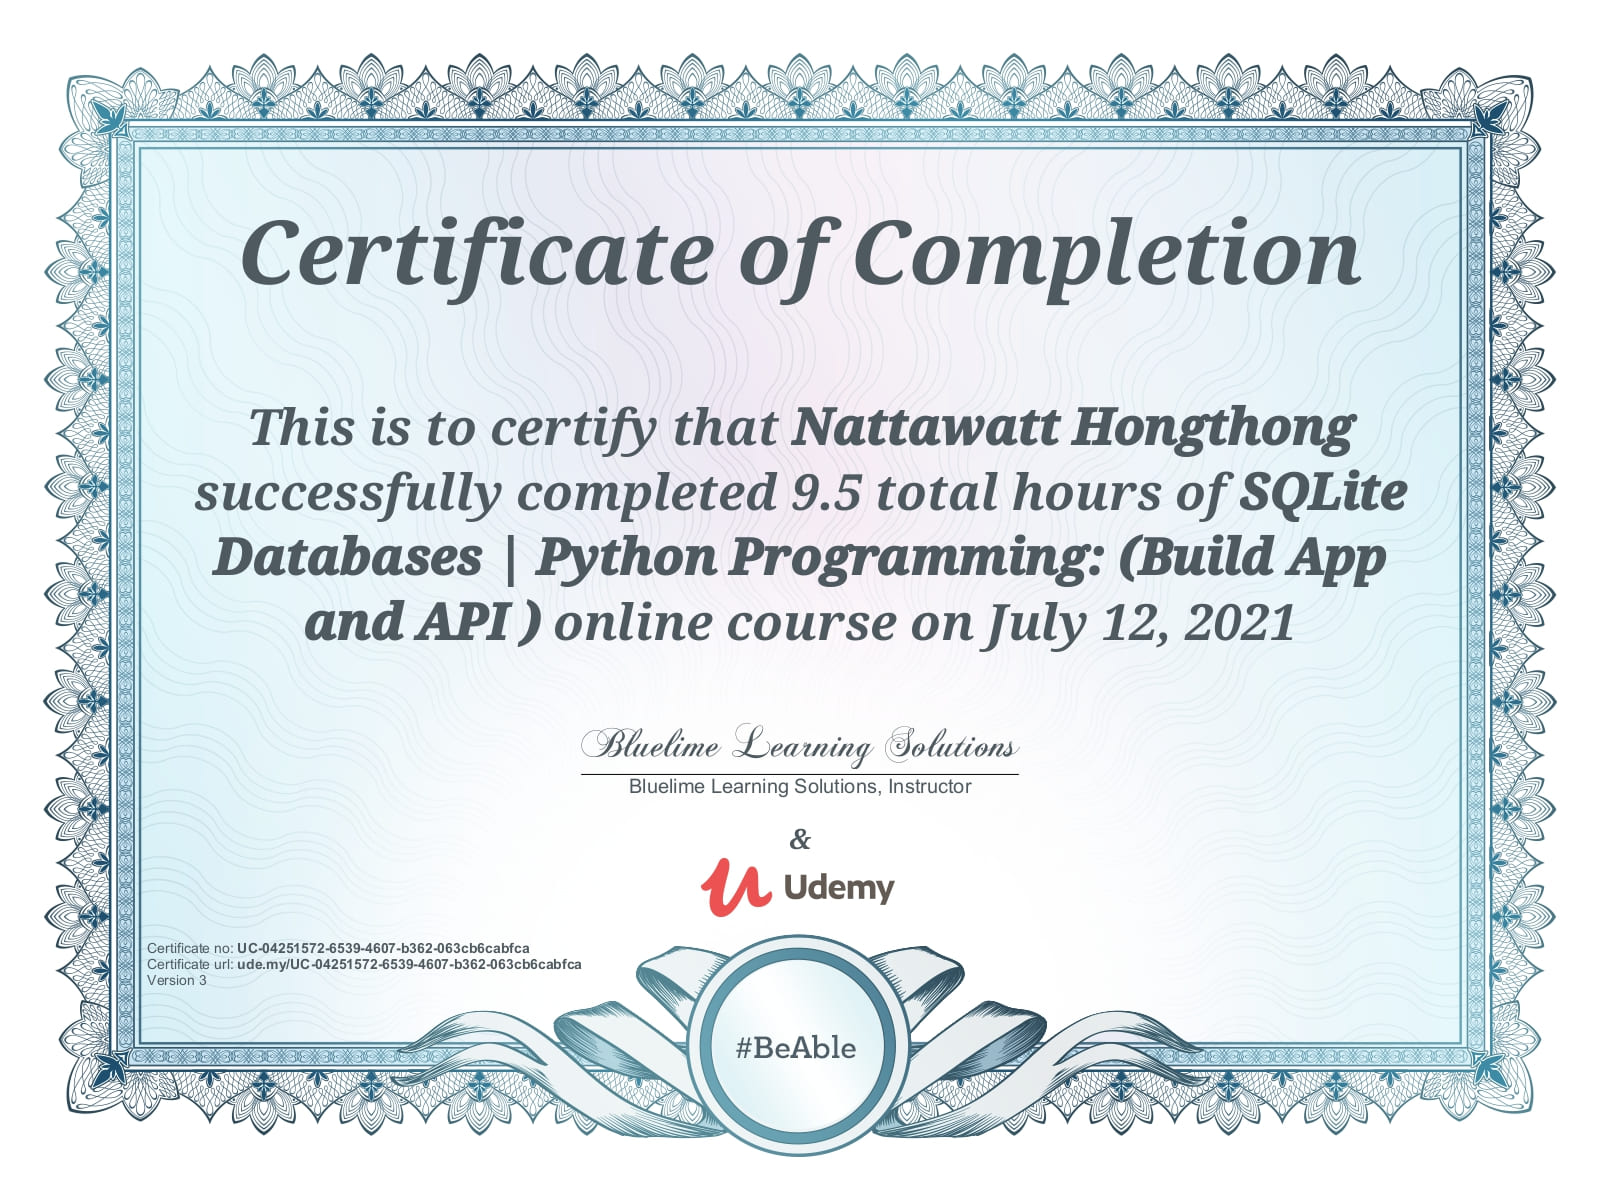 Certificate of Completion
This is to certify that Nattawatt Hongthong
successfully completed 9.5 total hours of SQLite
Databases | Python Programming: (Build App
and API ) online course on July 12, 2021
Bluelime Learning Solutions
Bluelime Learning Solutions, Instructor
&
Udemy
Certificate no: UC-04251572-6539-4607-b362-063cb6cabfca
Certificate url: ude.my/UC-04251572-6539-4607-b362-063cb6cabfca
Version 3
#BeAble